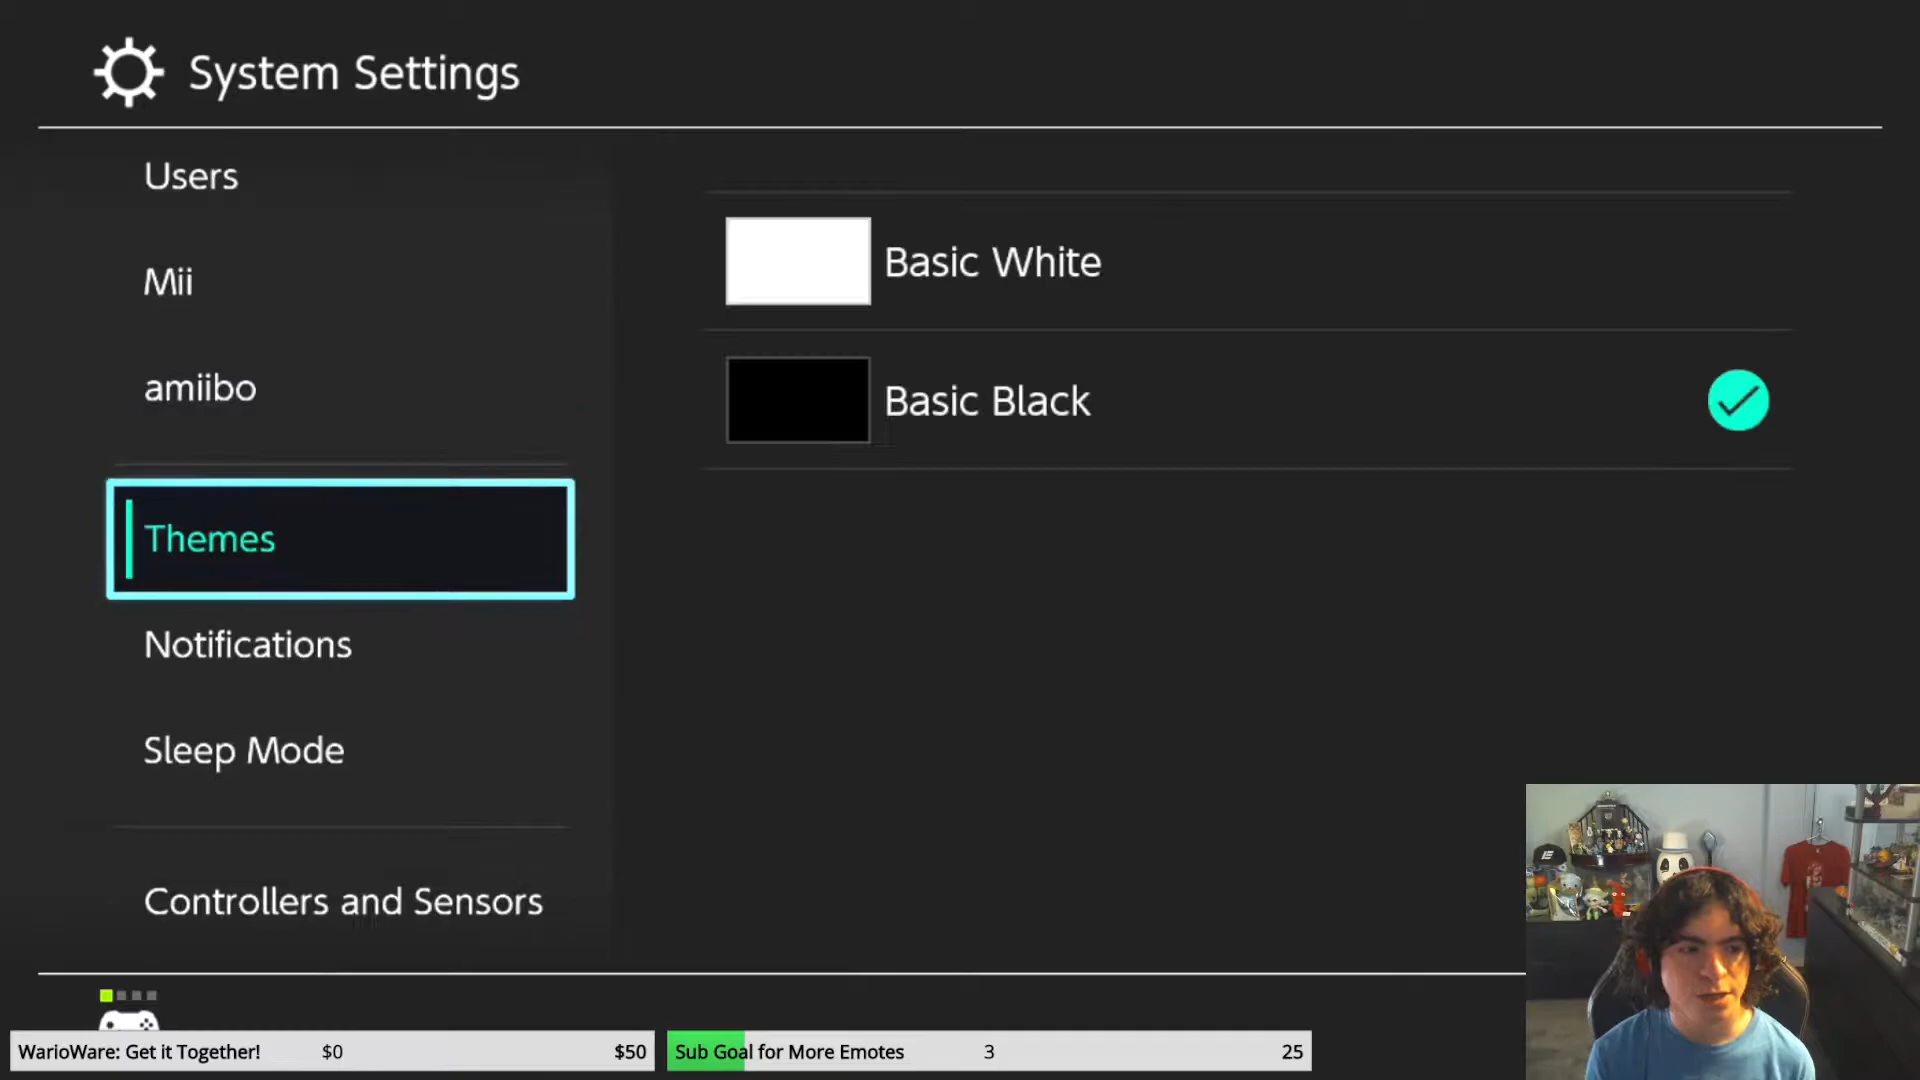 System Settings
Users
Mii
amiibo
Themes
Notifications
Sleep Mode
Controllers and Sensors
Basic White
Basic Black
WarioWare: Get it Together! $0 $50
Sub Goal for More Emotes 3 25